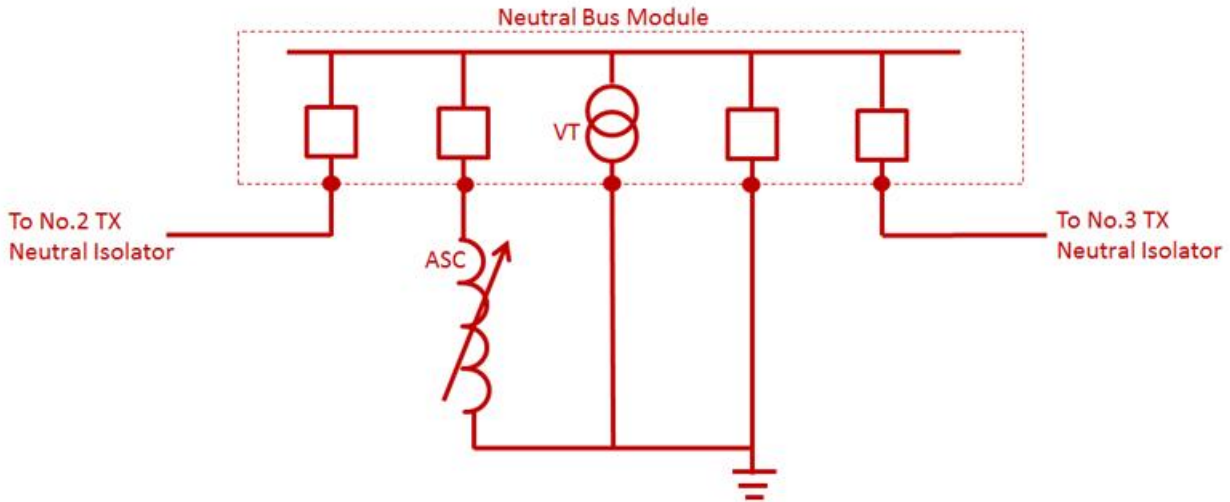 Neutral Bus Module
VT
To No.2 TX
Neutral Isolator
ASC
To No.3 TX
Neutral Isolator